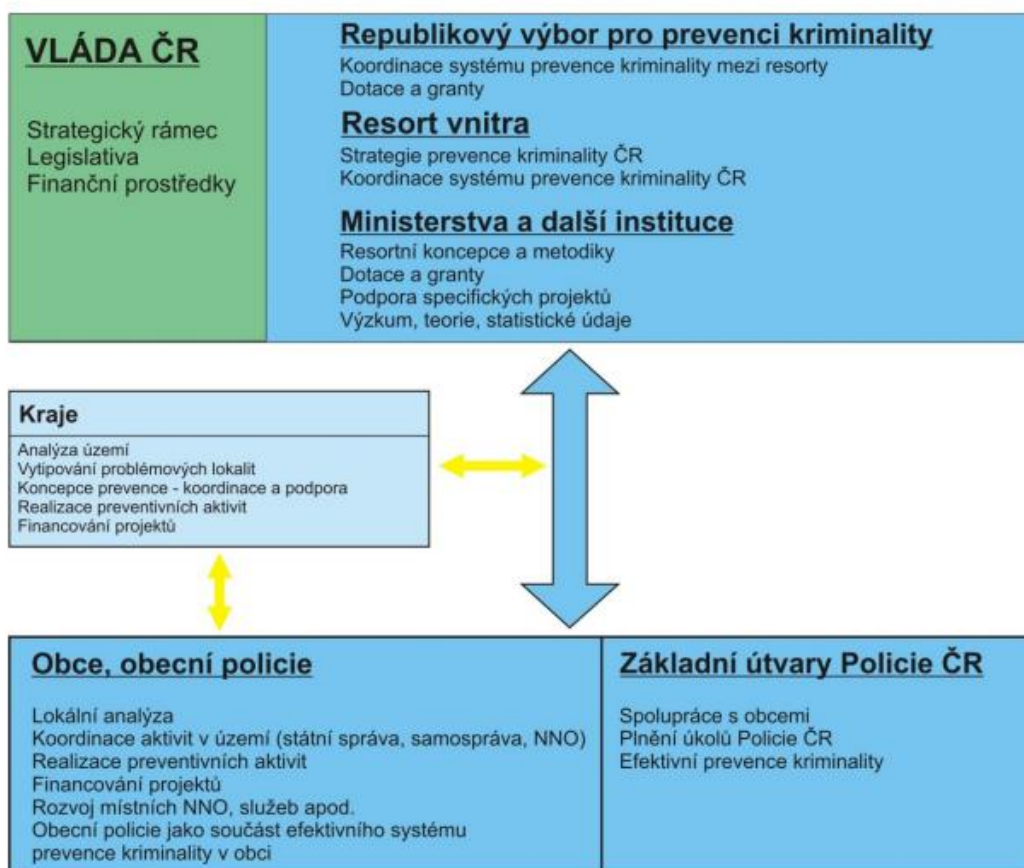 VLÁDA ČR
Strategický rámec
Legislativa
Finanční prostředky
Republikový výbor pro prevenci kriminality
Koordinace systému prevence kriminality mezi resorty
Dotace a granty
Resort vnitra
Strategie prevence kriminality ČR
Koordinace systému prevence kriminality ČR
Ministerstva a další instituce
Resortní koncepce a metodiky
Dotace a granty
Podpora specifických projektů
Výzkum, teorie, statistické údaje
Kraje
Analýza území
Vytipování problémových lokalit
Koncepce prevence - koordinace a podpora
Realizace preventivních aktivit
Financování projektů
Obce, obecní policie
Lokální analýza
Koordinace aktivit v území (státní správa, samospráva, NNO)
Realizace preventivních aktivit
Financování projektů
Rozvoj místních NNO, služeb apod.
Obecní policie jako součást efektivního systému
prevence kriminality v obci
Základní útvary Policie ČR
Spolupráce s obcemi
Plnění úkolů Policie ČR
Efektivní prevence kriminality